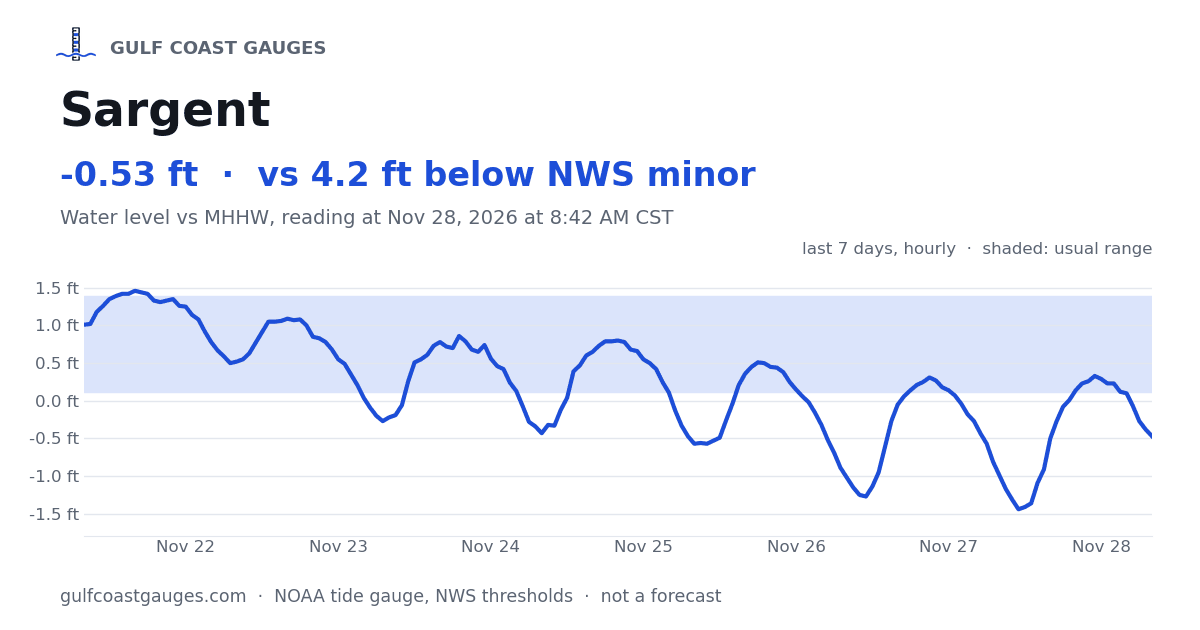 GULF COAST GAUGES
Sargent
-0.53 ft · vs 4.2 ft below NWS minor
Water level vs MHHW, reading at Nov 28, 2026 at 8:42 AM CST
last 7 days, hourly · shaded: usual range
1.5 ft
1.0 ft
0.5 ft
0.0 ft
-0.5 ft
-1.0 ft
-1.5 ft
Nov 22 Nov 23 Nov 24 Nov 25 Nov 26 Nov 27 Nov 28
gulfcoastgauges.com · NOAA tide gauge, NWS thresholds · not a forecast